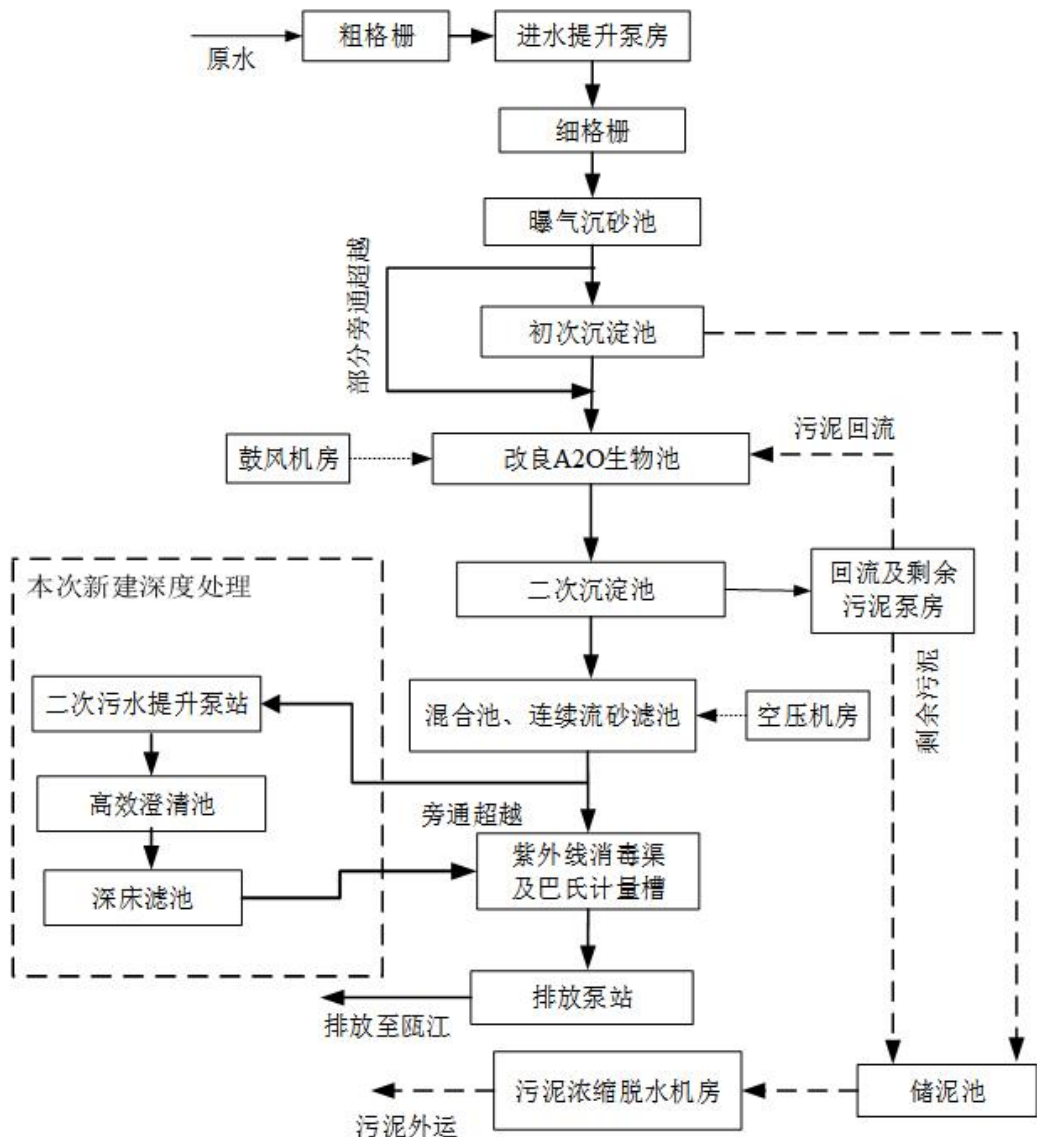 原水
粗格栅
进水提升泵房
细格栅
曝气沉砂池
部分旁通超越
初次沉淀池
污泥回流
鼓风机房
改良A2O生物池
本次新建深度处理
二次沉淀池
回流及剩余
污泥泵房
二次污水提升泵站
混合池、连续流砂滤池
空压机房
剩余污泥
高效澄清池
旁通超越
紫外线消毒渠
及巴氏计量槽
深床滤池
排放泵站
排放至瓯江
污泥浓缩脱水机房
储泥池
污泥外运